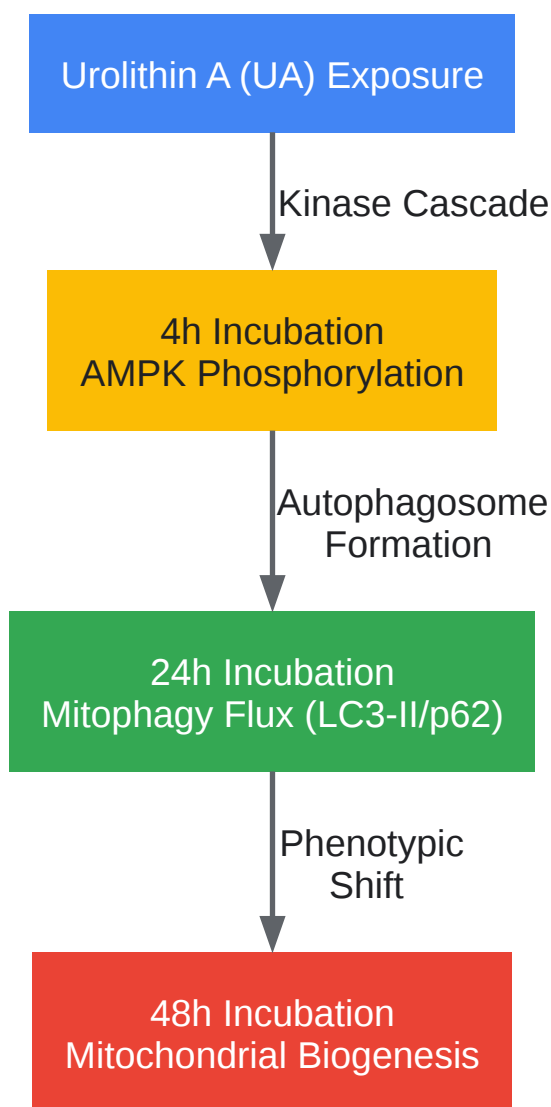 Urolithin A (UA) Exposure
Kinase Cascade
4h Incubation
AMPK Phosphorylation
Autophagosome
Formation
24h Incubation
Mitophagy Flux (LC3-II/p62)
Phenotypic
Shift
48h Incubation
Mitochondrial Biogenesis